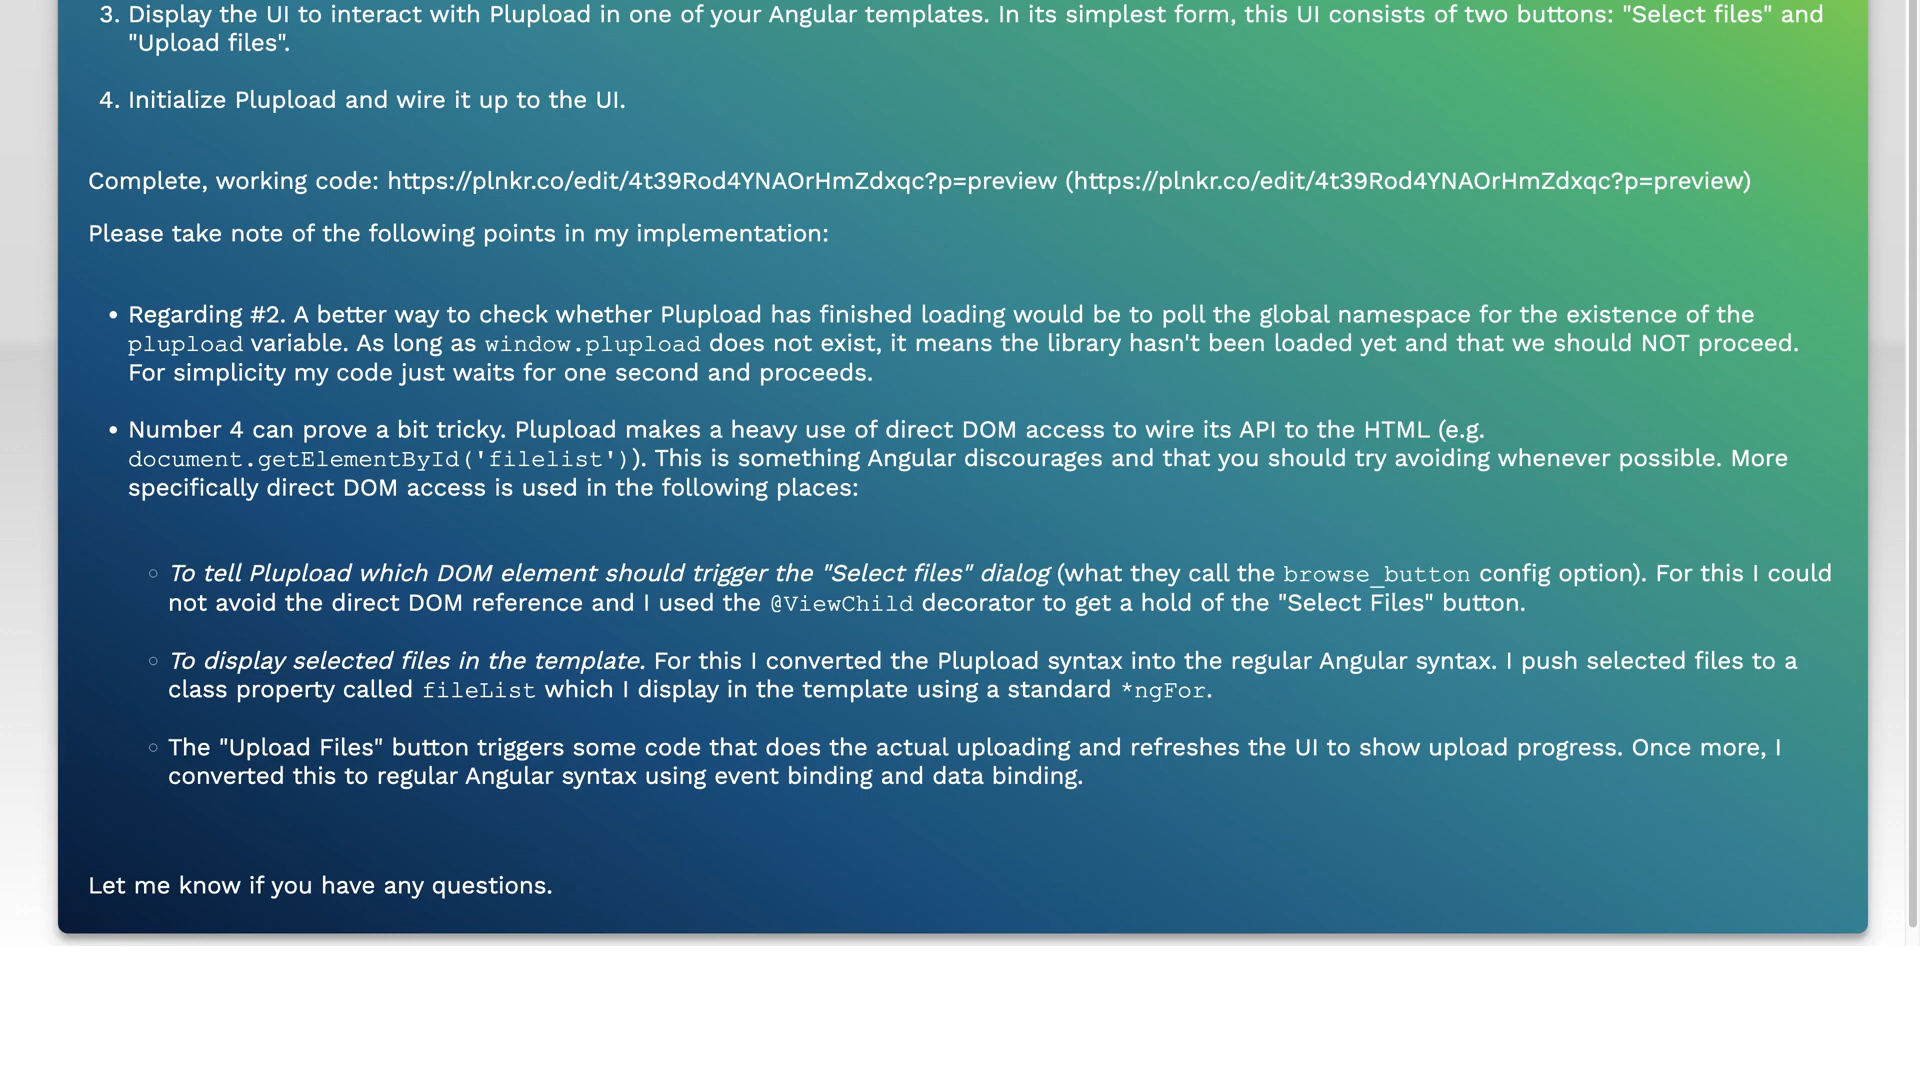 3. Display the UI to interact with Plupload in one of your Angular templates. In its simplest form, this UI consists of two buttons: "Select files" and
"Upload files".
4. Initialize Plupload and wire it up to the UI.
Complete, working code: https://plnkr.co/edit/4t39Rod4YNAOrHmZdxqc?p=preview (https://plnkr.co/edit/4t39Rod4YNAOrHmZdxqc?p=preview)
Please take note of the following points in my implementation:
• Regarding #2. A better way to check whether Plupload has finished loading would be to poll the global namespace for the existence of the
plupload variable. As long as window.plupload does not exist, it means the library hasn't been loaded yet and that we should NOT proceed.
For simplicity my code just waits for one second and proceeds.
• Number 4 can prove a bit tricky. Plupload makes a heavy use of direct DOM access to wire its API to the HTML (e.g.
document.getElementById('filelist')). This is something Angular discourages and that you should try avoiding whenever possible. More
specifically direct DOM access is used in the following places:
○ To tell Plupload which DOM element should trigger the "Select files" dialog (what they call the browse_button config option). For this I could
not avoid the direct DOM reference and I used the @ViewChild decorator to get a hold of the "Select Files" button.
○ To display selected files in the template. For this I converted the Plupload syntax into the regular Angular syntax. I push selected files to a
class property called fileList which I display in the template using a standard *ngFor.
○ The "Upload Files" button triggers some code that does the actual uploading and refreshes the UI to show upload progress. Once more, I
converted this to regular Angular syntax using event binding and data binding.
Let me know if you have any questions.